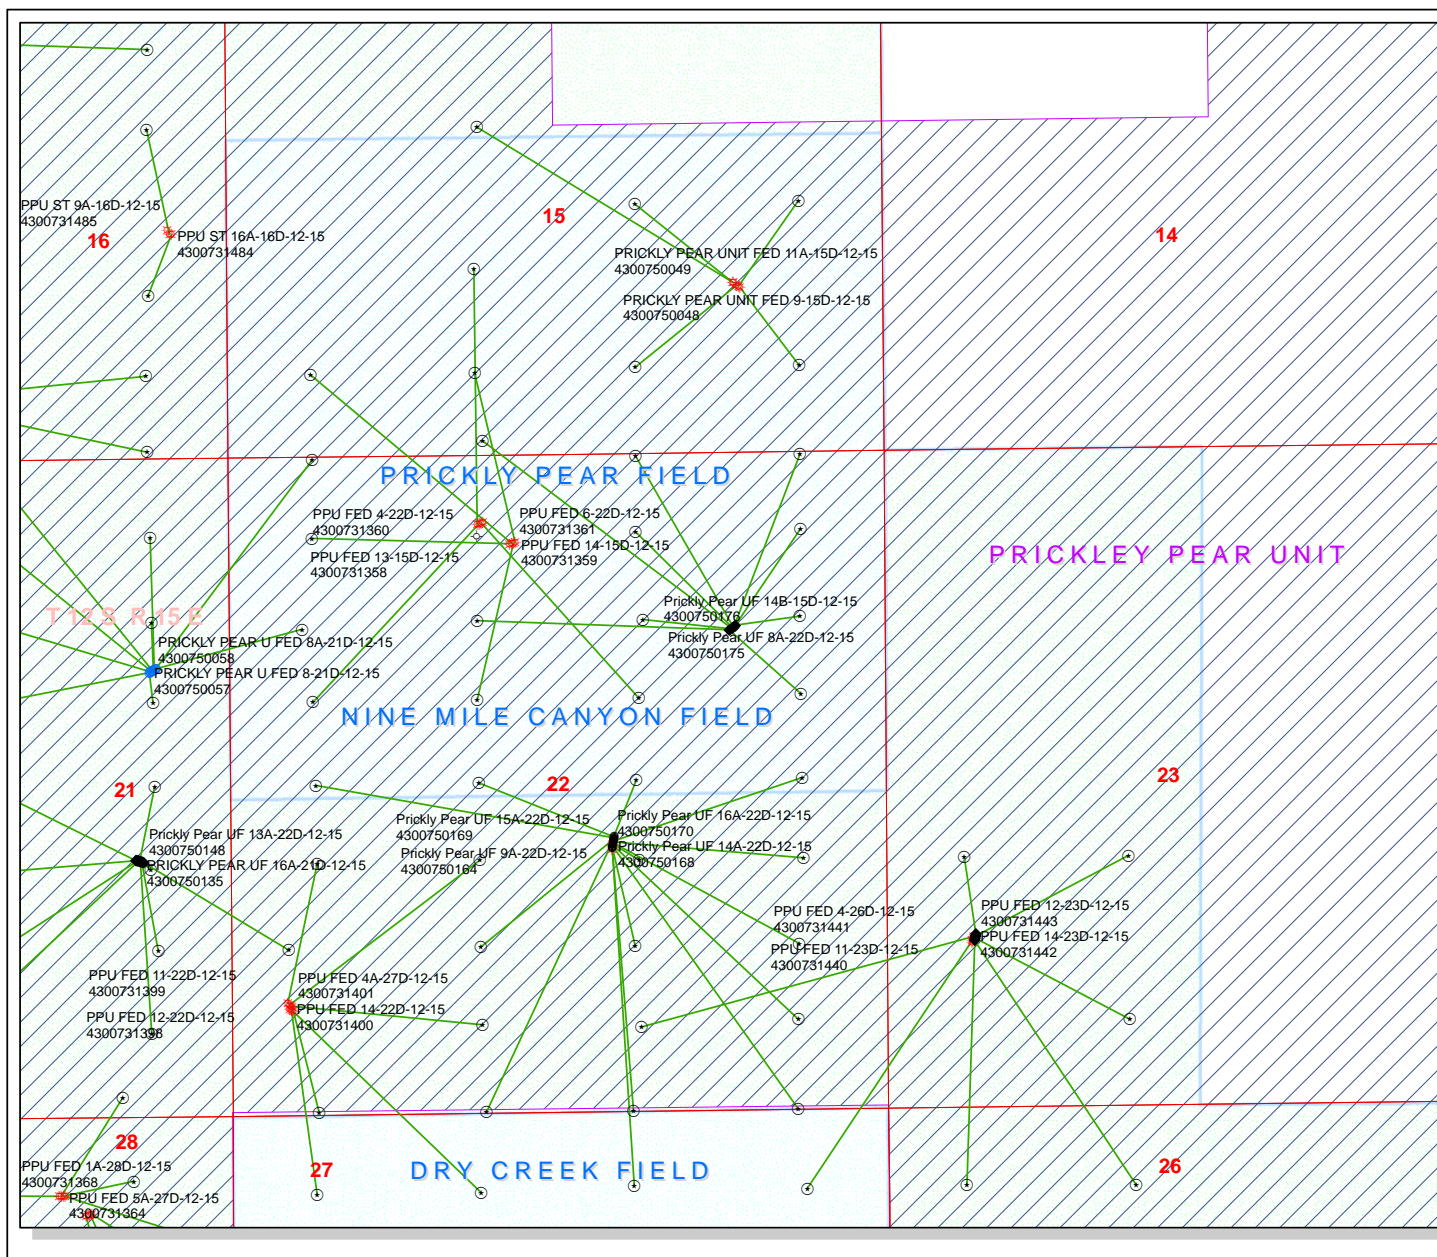 PPU ST 9A-16D-12-15
4300731485
16
PPU ST 16A-16D-12-15
4300731484
15
14
PRICKLY PEAR UNIT FED 11A-15D-12-15
4300750049
PRICKLY PEAR UNIT FED 9-15D-12-15
4300750048
PRICKLY PEAR FIELD
PPU FED 4-22D-12-15
4300731360
PPU FED 6-22D-12-15
4300731361
PPU FED 13-15D-12-15
4300731358
PPU FED 14-15D-12-15
4300731359
PRICKLEY PEAR UNIT
T 12 S R 15 E
Prickly Pear UF 14B-15D-12-15
4300750176
Prickly Pear UF 8A-22D-12-15
4300750175
PRICKLY PEAR U FED 8A-21D-12-15
4300750058
PRICKLY PEAR U FED 8-21D-12-15
4300750057
NINE MILE CANYON FIELD
21
22
23
Prickly Pear UF 13A-22D-12-15
4300750148
PRICKLY PEAR UF 16A-21D-12-15
4300750135
Prickly Pear UF 15A-22D-12-15
4300750169
Prickly Pear UF 9A-22D-12-15
4300750164
Prickly Pear UF 16A-22D-12-15
4300750170
Prickly Pear UF 14A-22D-12-15
4300750168
PPU FED 4-26D-12-15
4300731441
PPU FED 11-23D-12-15
4300731440
PPU FED 12-23D-12-15
4300731443
PPU FED 14-23D-12-15
4300731442
PPU FED 11-22D-12-15
4300731399
PPU FED 12-22D-12-15
4300731398
PPU FED 4A-27D-12-15
4300731401
PPU FED 14-22D-12-15
4300731400
28
27
26
DRY CREEK FIELD
PPU FED 1A-28D-12-15
4300731368
PPU FED 5A-27D-12-15
4300731364